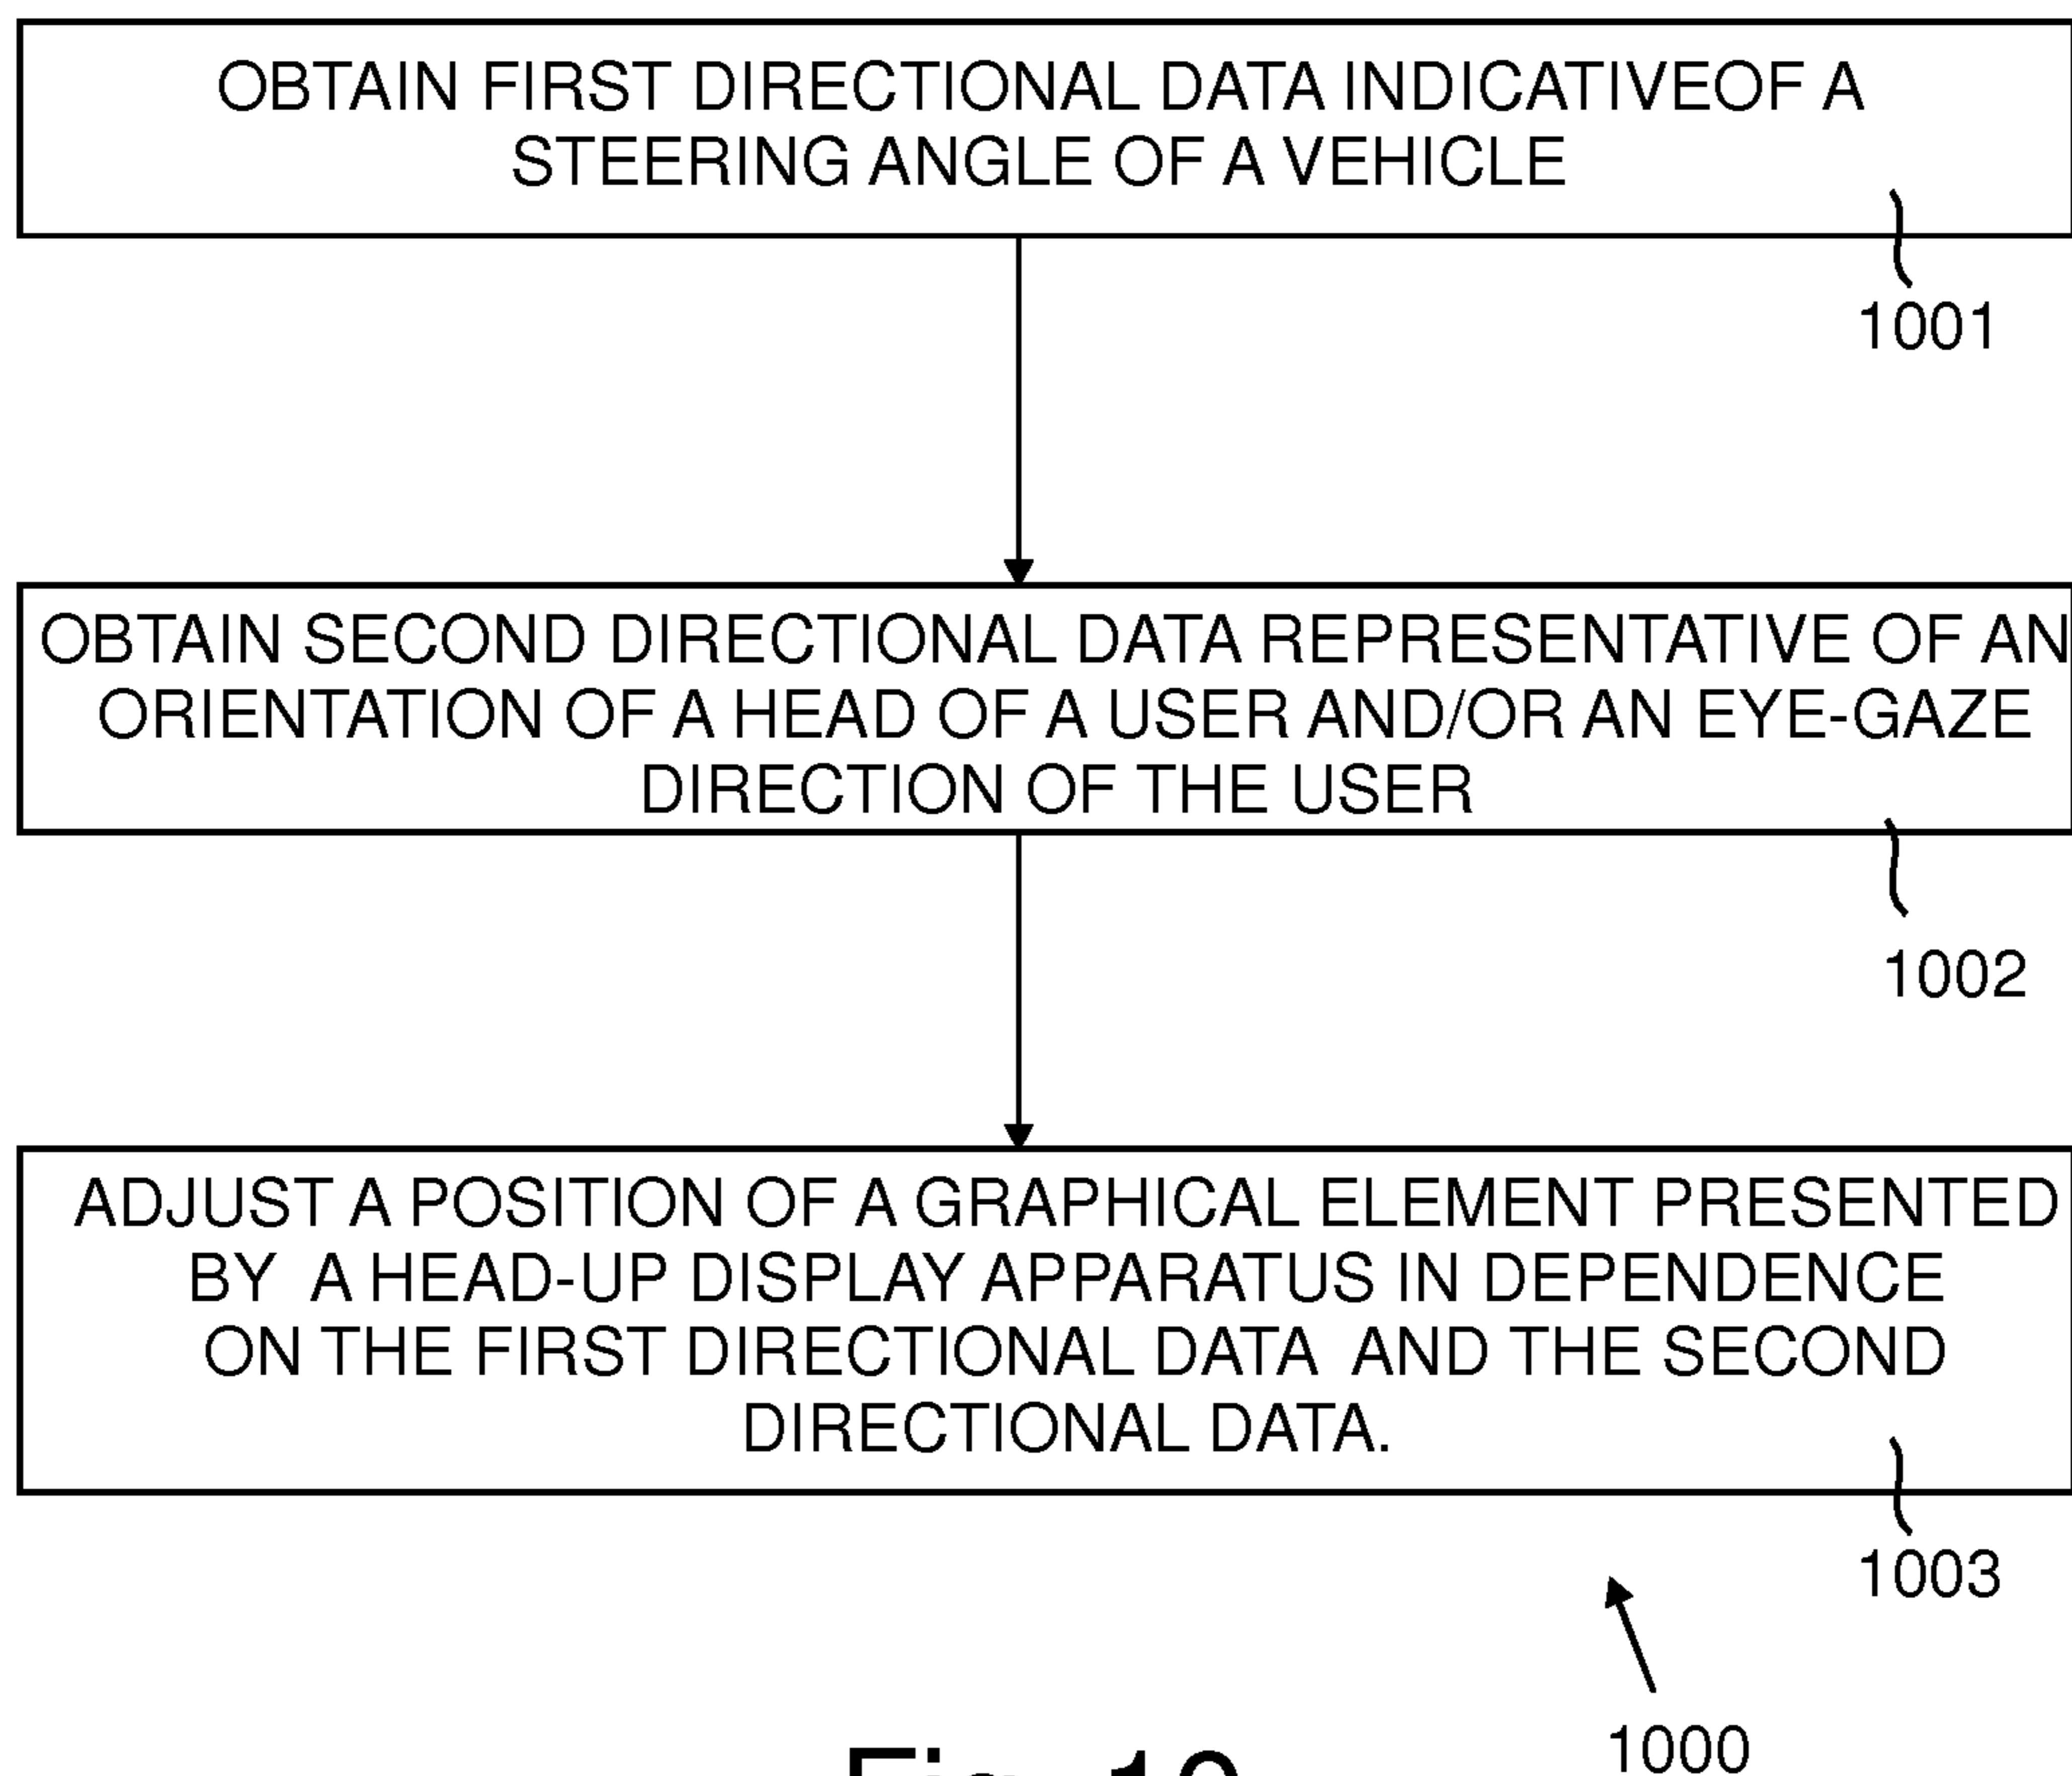 OBTAIN FIRST DIRECTIONAL DATA INDICATIVEOF A
STEERING ANGLE OF A VEHICLE
1001
OBTAIN SECOND DIRECTIONAL DATA REPRESENTATIVE OF AN
ORIENTATION OF A HEAD OF A USER AND/OR AN EYE-GAZE
DIRECTION OF THE USER
1002
ADJUST A POSITION OF A GRAPHICAL ELEMENT PRESENTED
BY A HEAD-UP DISPLAY APPARATUS IN DEPENDENCE
ON THE FIRST DIRECTIONAL DATA AND THE SECOND
DIRECTIONAL DATA.
1003
1000